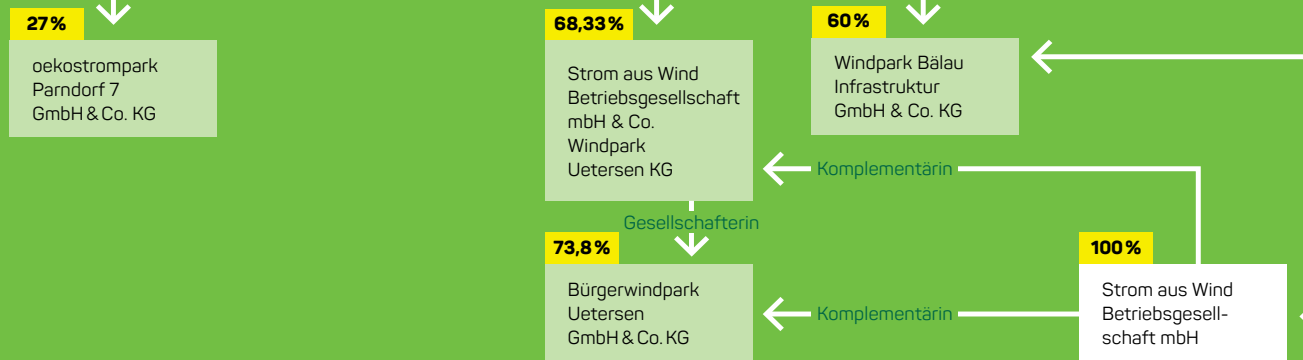 27 %
oekostrompark
Parndorf 7
GmbH & Co. KG
68,33 %
Strom aus Wind
Betriebsgesellschaft
mbH & Co.
Windpark
Uetersen KG
60 %
Windpark Bälau
Infrastruktur
GmbH & Co. KG
Komplementärin
Gesellschafterin
73,8 %
Bürgerwindpark
Uetersen
GmbH & Co. KG
Komplementärin
100 %
Strom aus Wind
Betriebsgesell-
schaft mbH